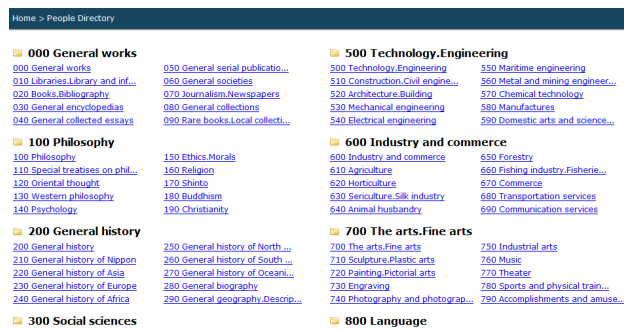 Home > People Directory
000 General works
000 General works
010 Libraries.Library and inf...
020 Books.Bibliography
030 General encyclopedias
040 General collected essays
050 General serial publicatio...
060 General societies
070 Journalism.Newspapers
080 General collections
090 Rare books.Local collecti...
500 Technology.Engineering
500 Technology.Engineering
510 Construction.Civil engine...
520 Architecture.Building
530 Mechanical engineering
540 Electrical engineering
550 Maritime engineering
560 Metal and mining engineer...
570 Chemical technology
580 Manufactures
590 Domestic arts and science...
100 Philosophy
100 Philosophy
110 Special treatises on phil...
120 Oriental thought
130 Western philosophy
140 Psychology
150 Ethics.Morals
160 Religion
170 Shinto
180 Buddhism
190 Christianity
600 Industry and commerce
600 Industry and commerce
610 Agriculture
620 Horticulture
630 Sericulture.Silk industry
640 Animal husbandry
650 Forestry
660 Fishing industry.Fisherie...
670 Commerce
680 Transportation services
690 Communication services
200 General history
200 General history
210 General history of Nippon
220 General history of Asia
230 General history of Europe
240 General history of Africa
250 General history of North ...
260 General history of South ...
270 General history of Oceani...
280 General biography
290 General geography.Descrip...
700 The arts.Fine arts
700 The arts.Fine arts
710 Sculpture.Plastic arts
720 Painting.Pictorial arts
730 Engraving
740 Photography and photograp...
750 Industrial arts
760 Music
770 Theater
780 Sports and physical train...
790 Accomplishments and amuse...
300 Social sciences
800 Language